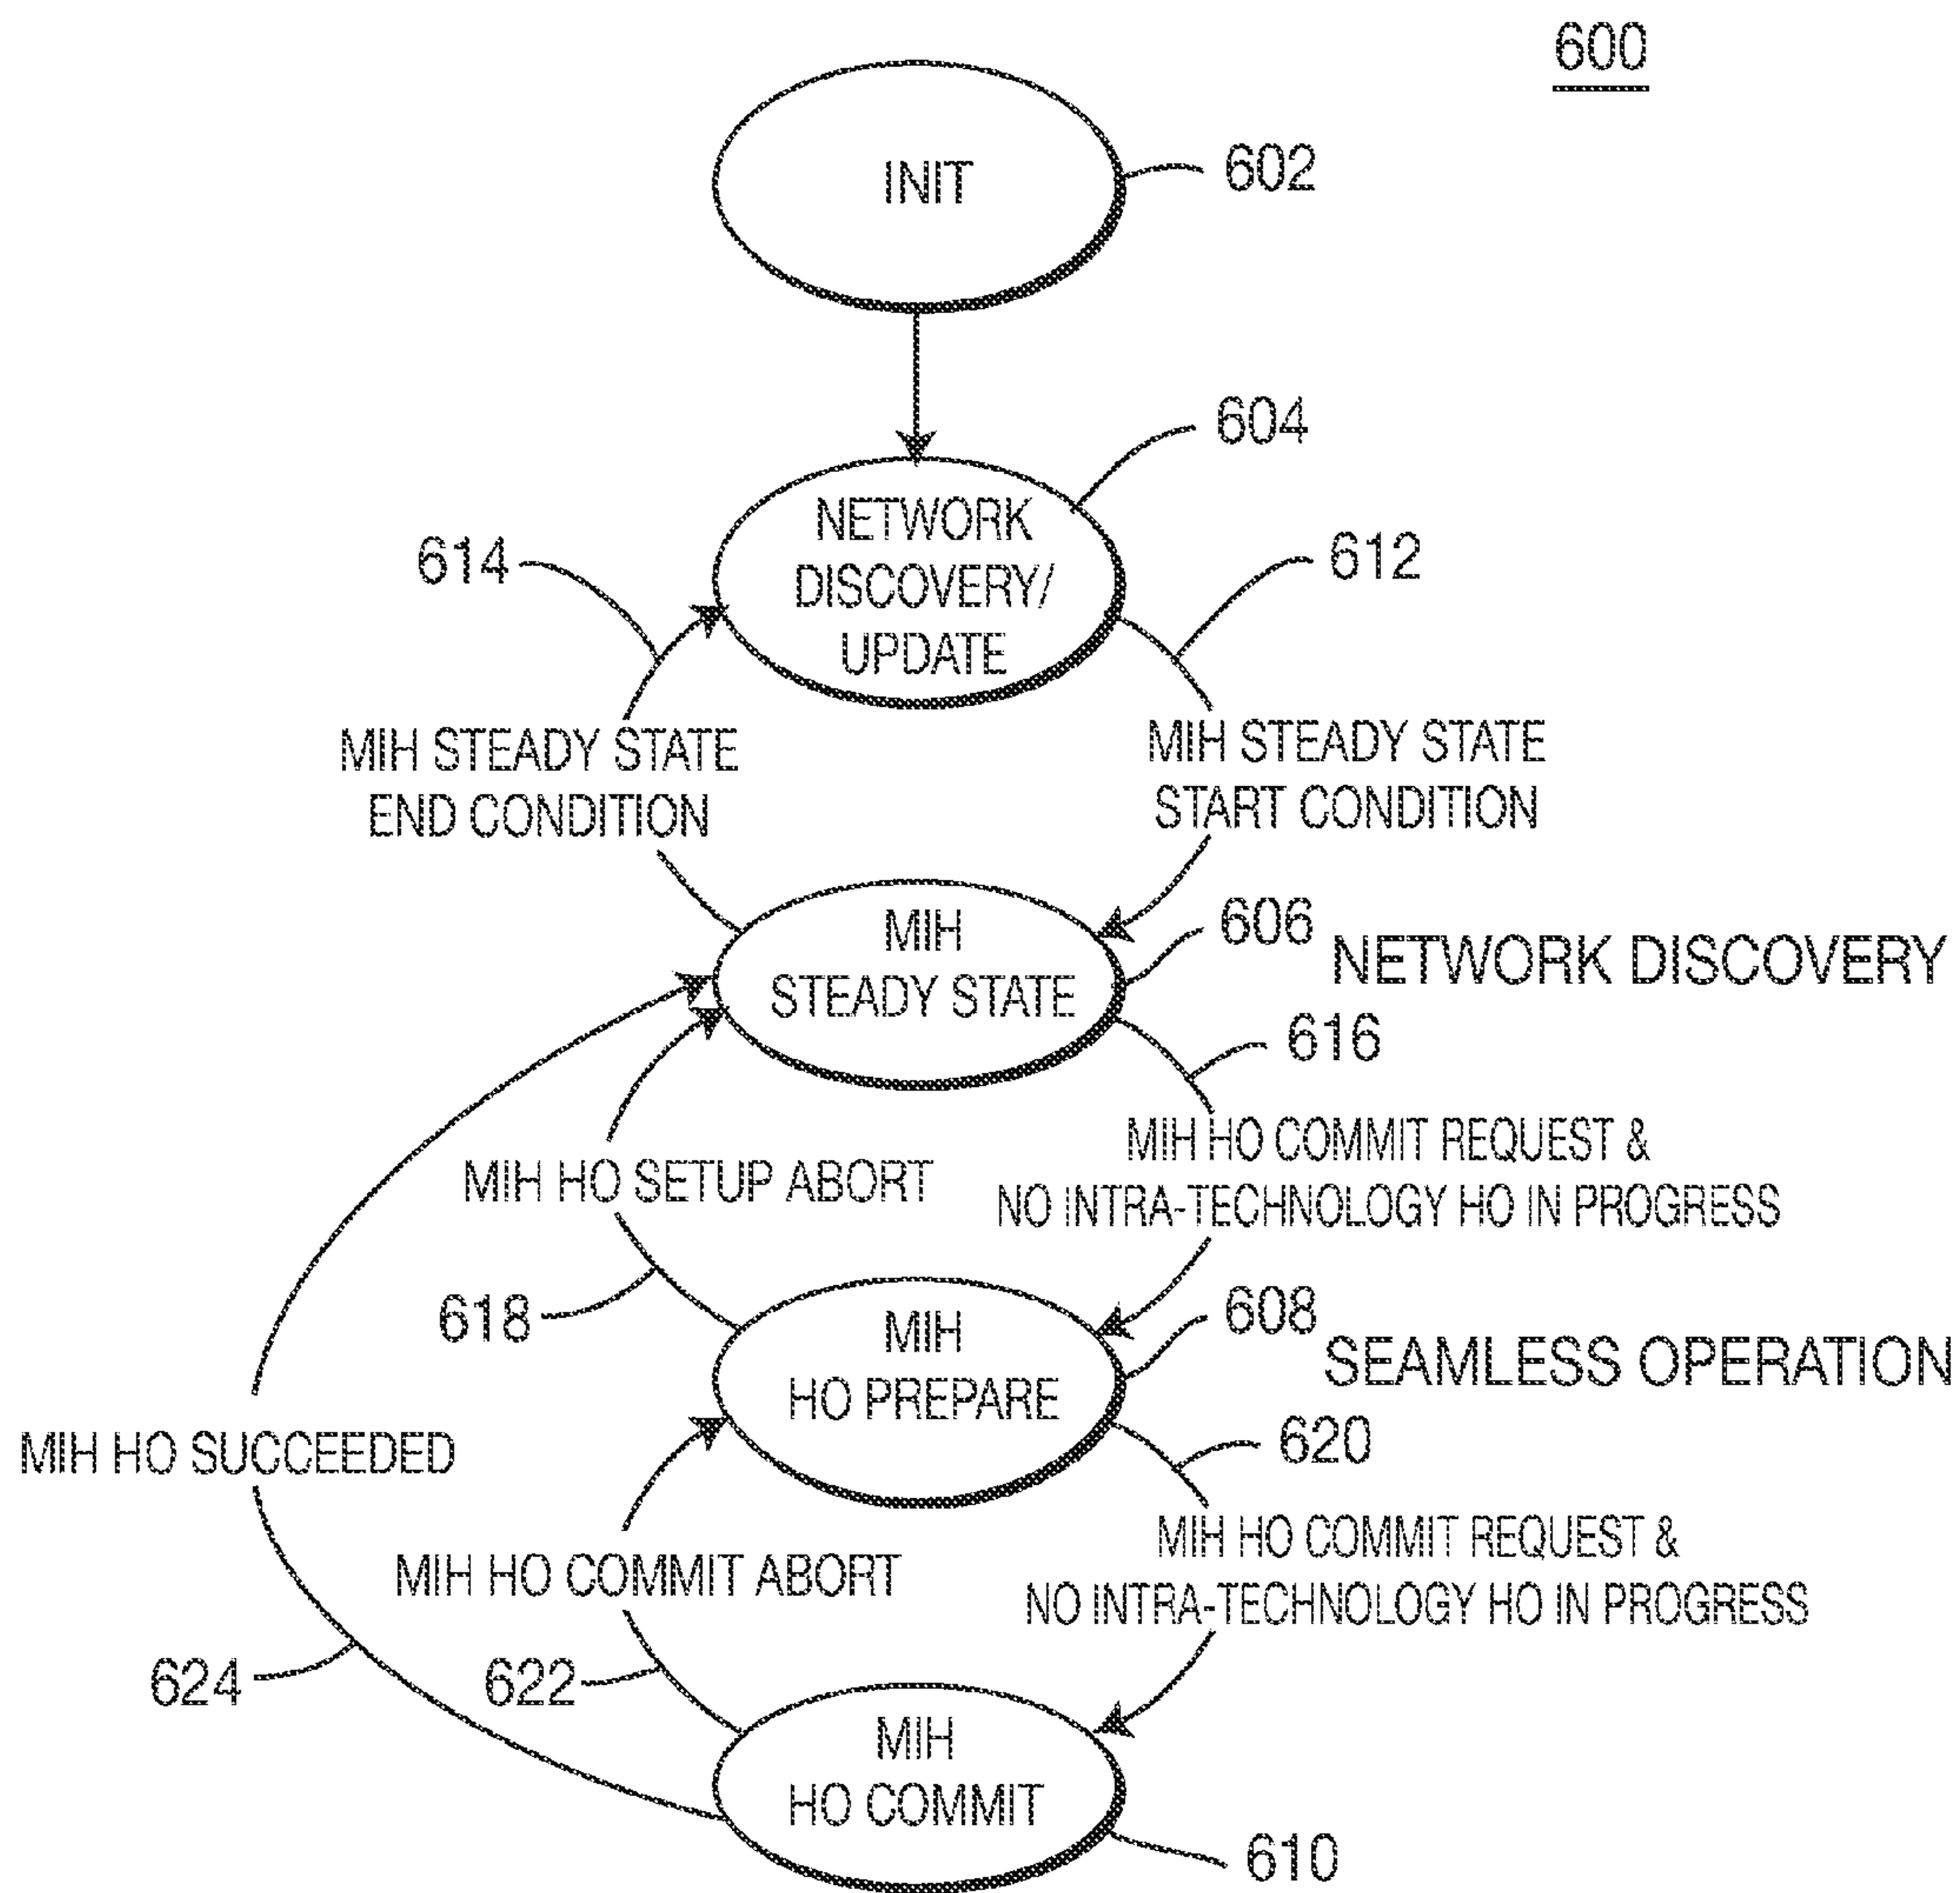 600
INIT
602
604
NETWORK
DISCOVERY/
UPDATE
614
612
MIH STEADY STATE
END CONDITION
MIH STEADY STATE
START CONDITION
MIH
STEADY STATE
606
NETWORK DISCOVERY
616
MIH HO SETUP ABORT
MIH HO COMMIT REQUEST &
NO INTRA-TECHNOLOGY HO IN PROGRESS
618
MIH
HO PREPARE
608
SEAMLESS OPERATION
620
MIH HO SUCCEEDED
MIH HO COMMIT ABORT
MIH HO COMMIT REQUEST &
NO INTRA-TECHNOLOGY HO IN PROGRESS
624
622
MIH
HO COMMIT
610